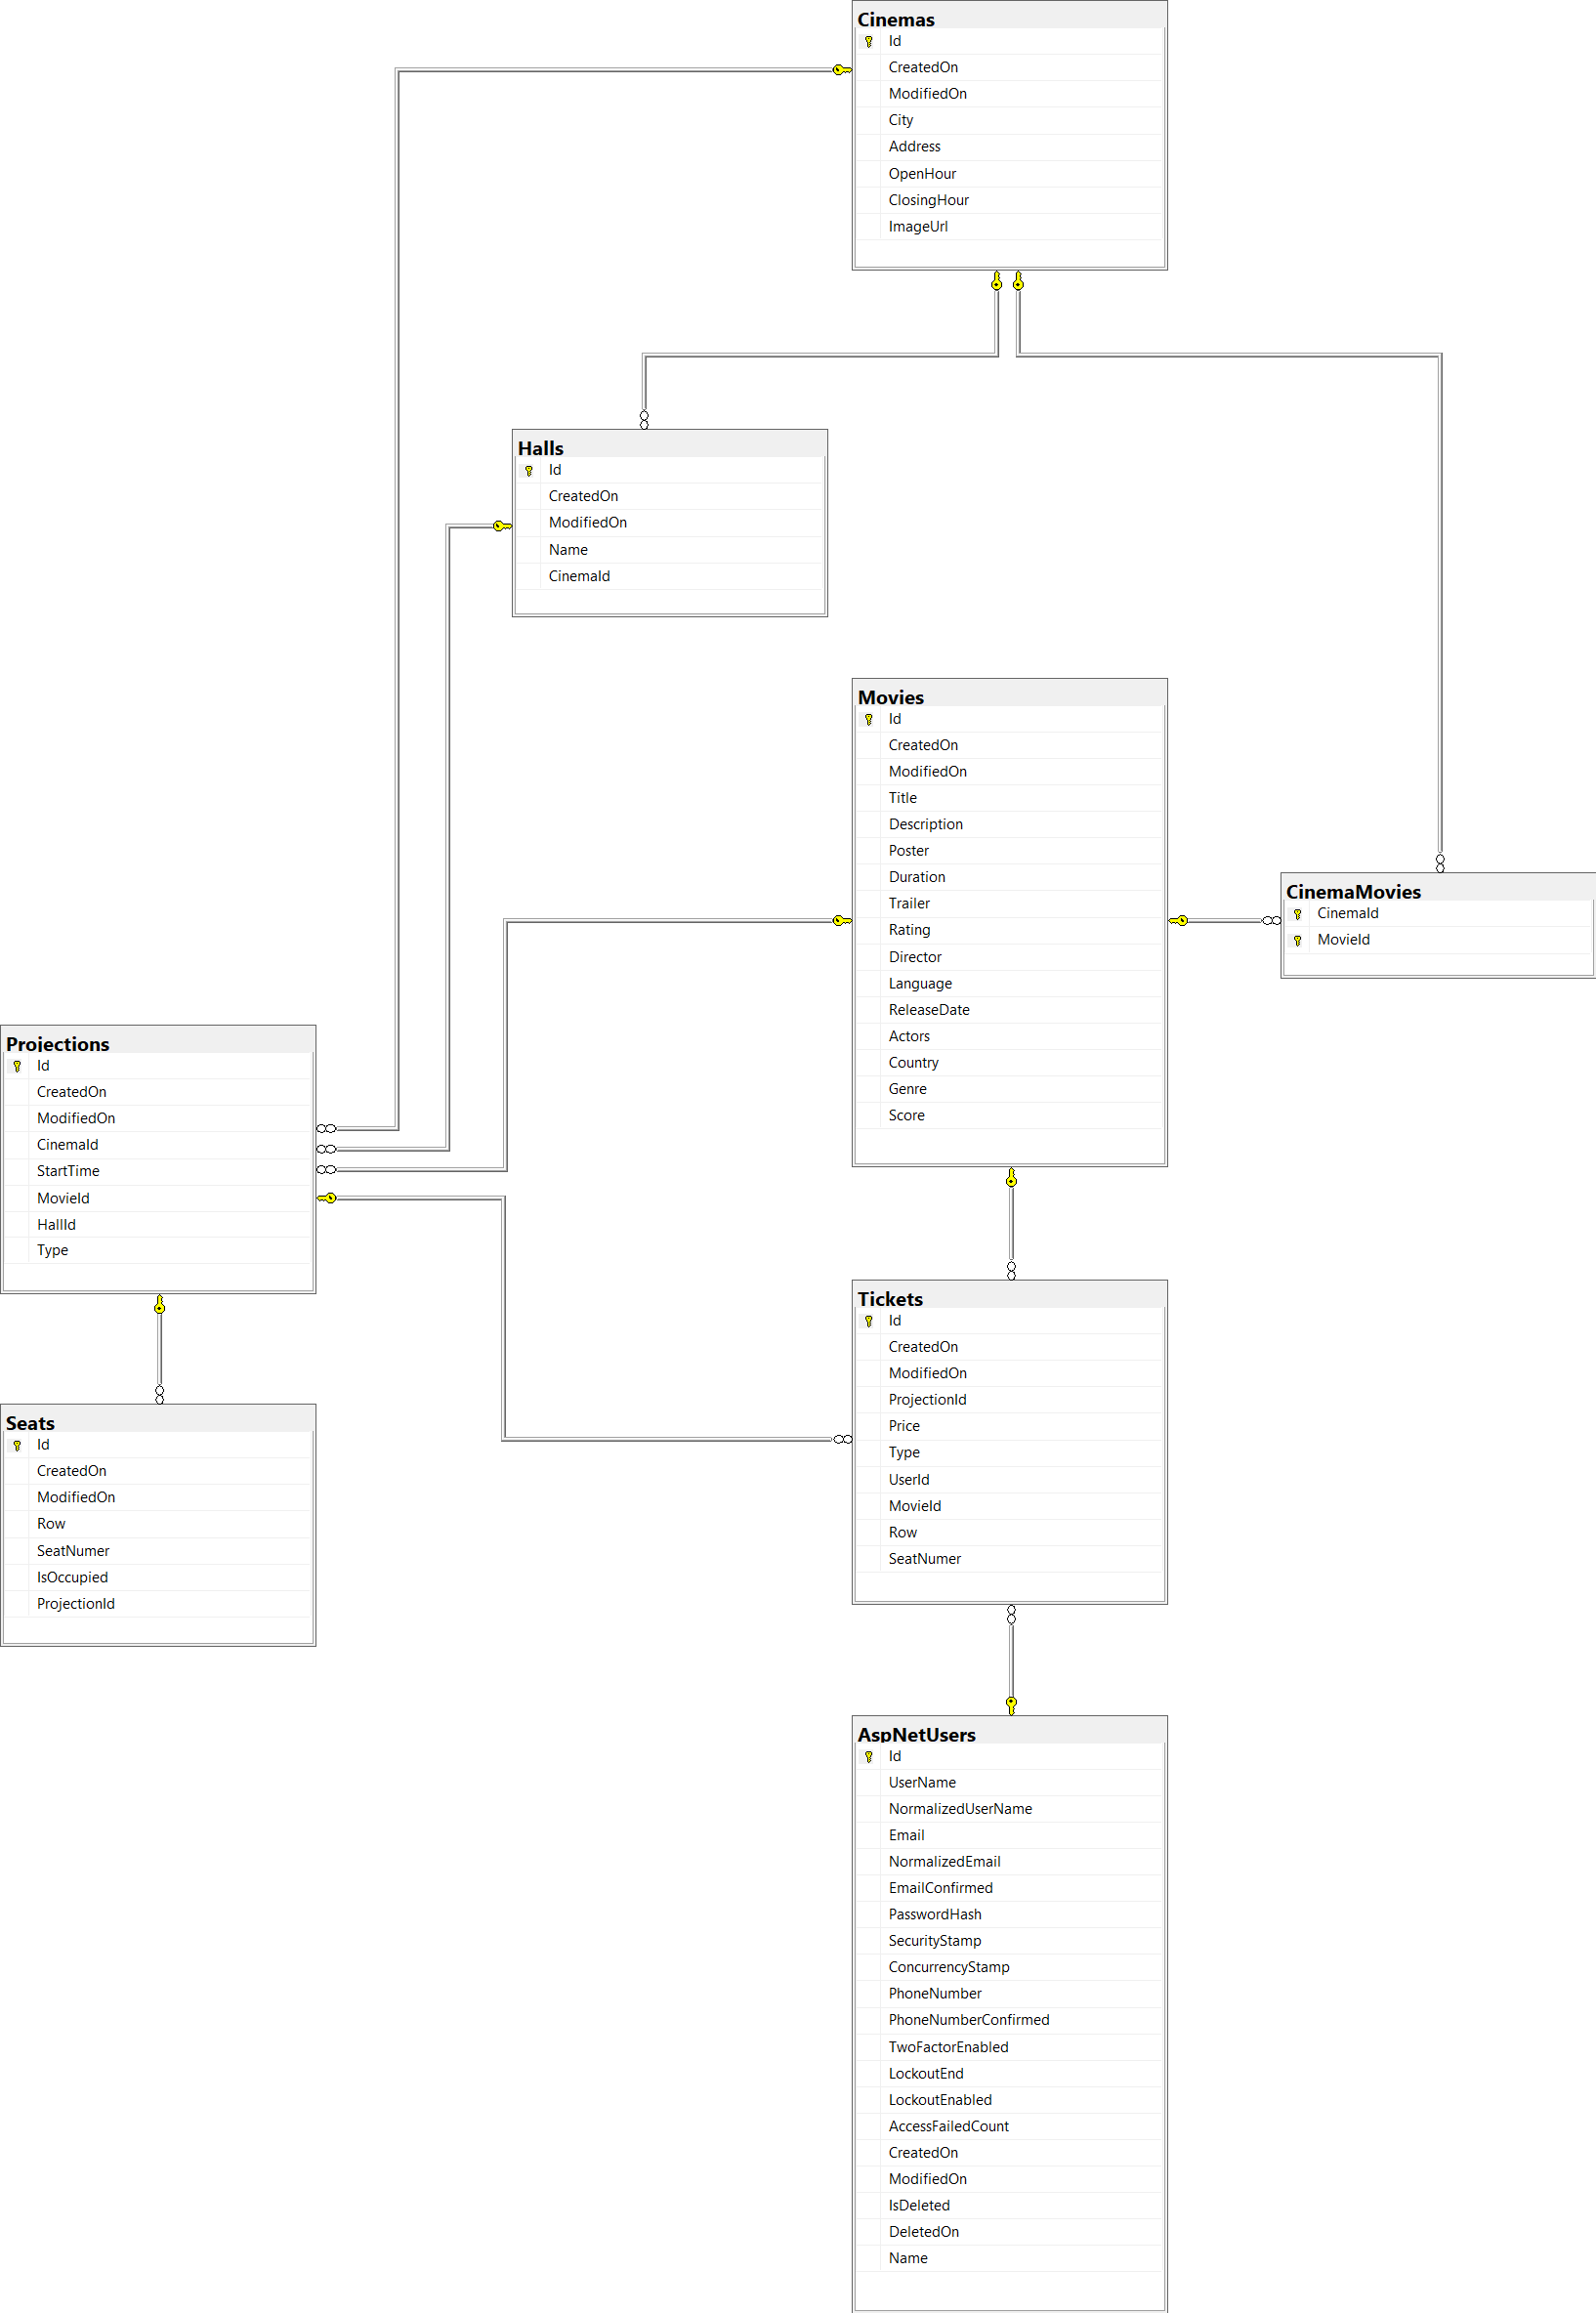 Cinemas
Id
CreatedOn
ModifiedOn
City
Address
OpenHour
ClosingHour
ImageUrl
Halls
Id
CreatedOn
ModifiedOn
Name
CinemaId
Movies
Id
CreatedOn
ModifiedOn
Title
Description
Poster
Duration
Trailer
Rating
Director
Language
ReleaseDate
Actors
Country
Genre
Score
CinemaMovies
CinemaId
MovieId
Projections
Id
CreatedOn
ModifiedOn
CinemaId
StartTime
MovieId
HallId
Type
Tickets
Id
CreatedOn
ModifiedOn
ProjectionId
Price
Type
UserId
MovieId
Row
SeatNumer
Seats
Id
CreatedOn
ModifiedOn
Row
SeatNumer
IsOccupied
ProjectionId
AspNetUsers
Id
UserName
NormalizedUserName
Email
NormalizedEmail
EmailConfirmed
PasswordHash
SecurityStamp
ConcurrencyStamp
PhoneNumber
PhoneNumberConfirmed
TwoFactorEnabled
LockoutEnd
LockoutEnabled
AccessFailedCount
CreatedOn
ModifiedOn
IsDeleted
DeletedOn
Name